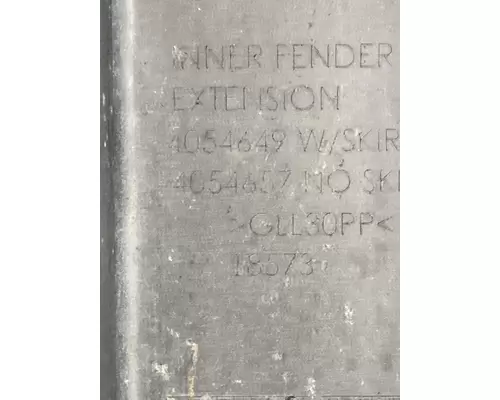 INNER FENDER
EXTENSION
4054649 W/SKIR
4054657 NO SKI
GLL30PP<
18573